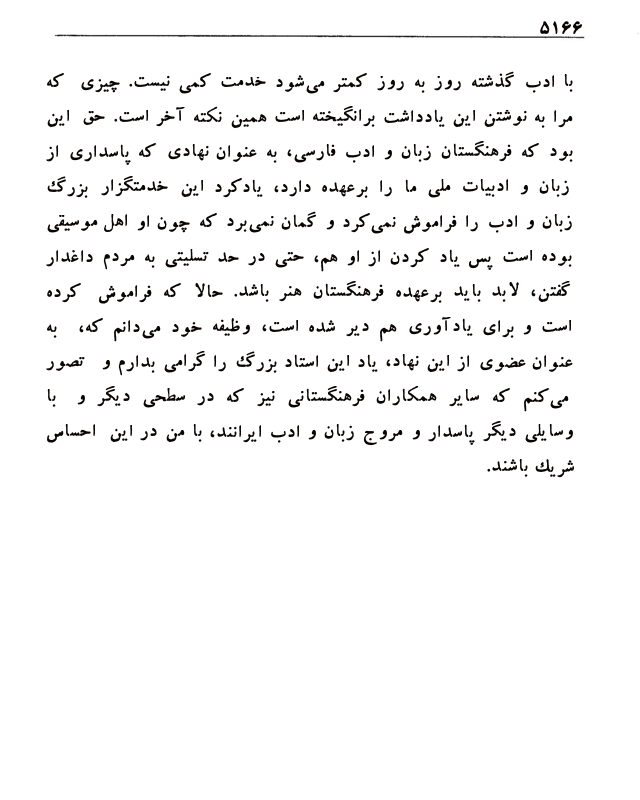 ۵۱۶۶
با ادب گذشته روز به روز کمتر می‌شود خدمت کمی نیست. چیزی که
مرا به نوشتن این یادداشت برانگیخته است همین نکته آخر است. حق این
بود که فرهنگستان زبان و ادب فارسی، به عنوان نهادی که پاسداری از
زبان و ادبیات ملی ما را برعهده دارد، یادکرد این خدمتگزار بزرگ
زبان و ادب را فراموش نمی‌کرد و گمان نمی‌برد که چون او اهل موسیقی
بوده است پس یاد کردن از او هم، حتی در حد تسلیتی به مردم داغدار
گفتن، لابد باید برعهده فرهنگستان هنر باشد. حالا که فراموش کرده
است و برای یادآوری هم دیر شده است، وظیفه خود می‌دانم که، به
عنوان عضوی از این نهاد، یاد این استاد بزرگ را گرامی بدارم و تصور
می‌کنم که سایر همکاران فرهنگستانی نیز که در سطحی دیگر و با
وسایلی دیگر پاسدار و مروج زبان و ادب ایرانند، با من در این احساس
شریك باشند.